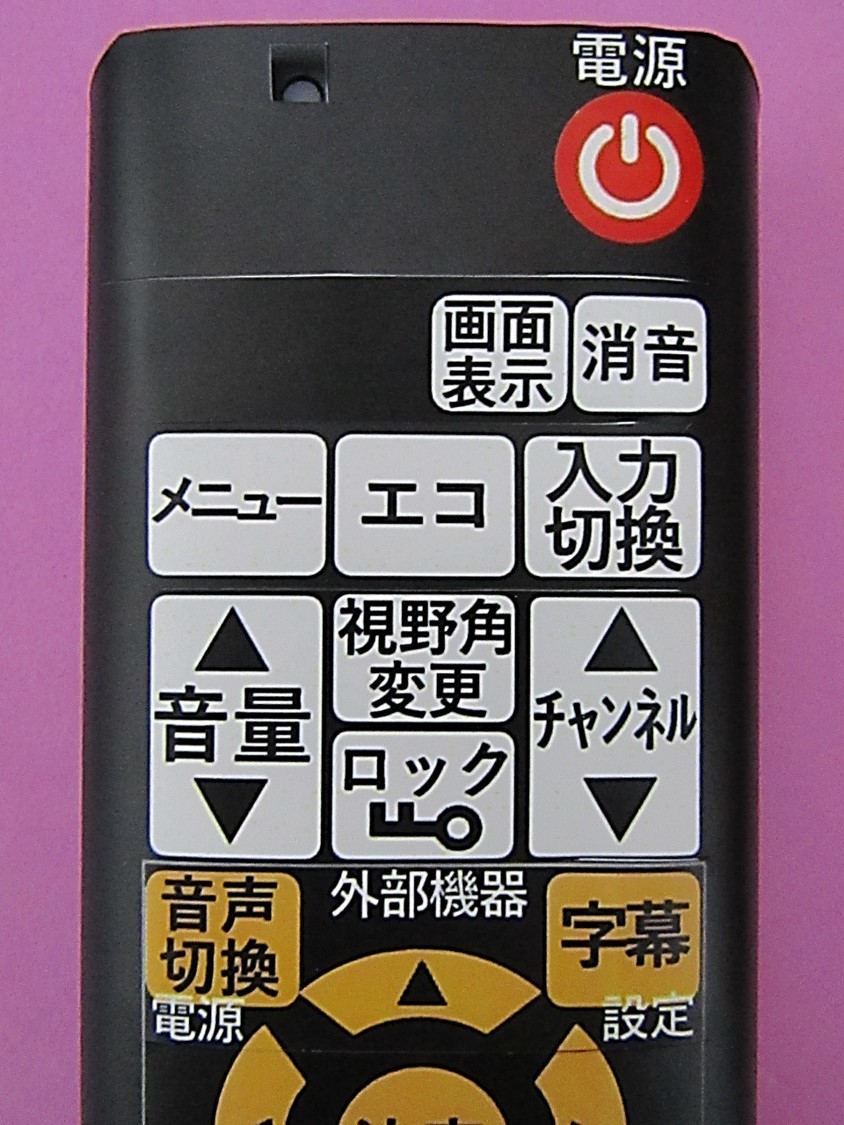 電源
画面
表示
消音
メニュー
エコ
入力
切換
音量
視野角
変更
チャンネル
ロック
音声
切換
外部機器
字幕
電源
設定